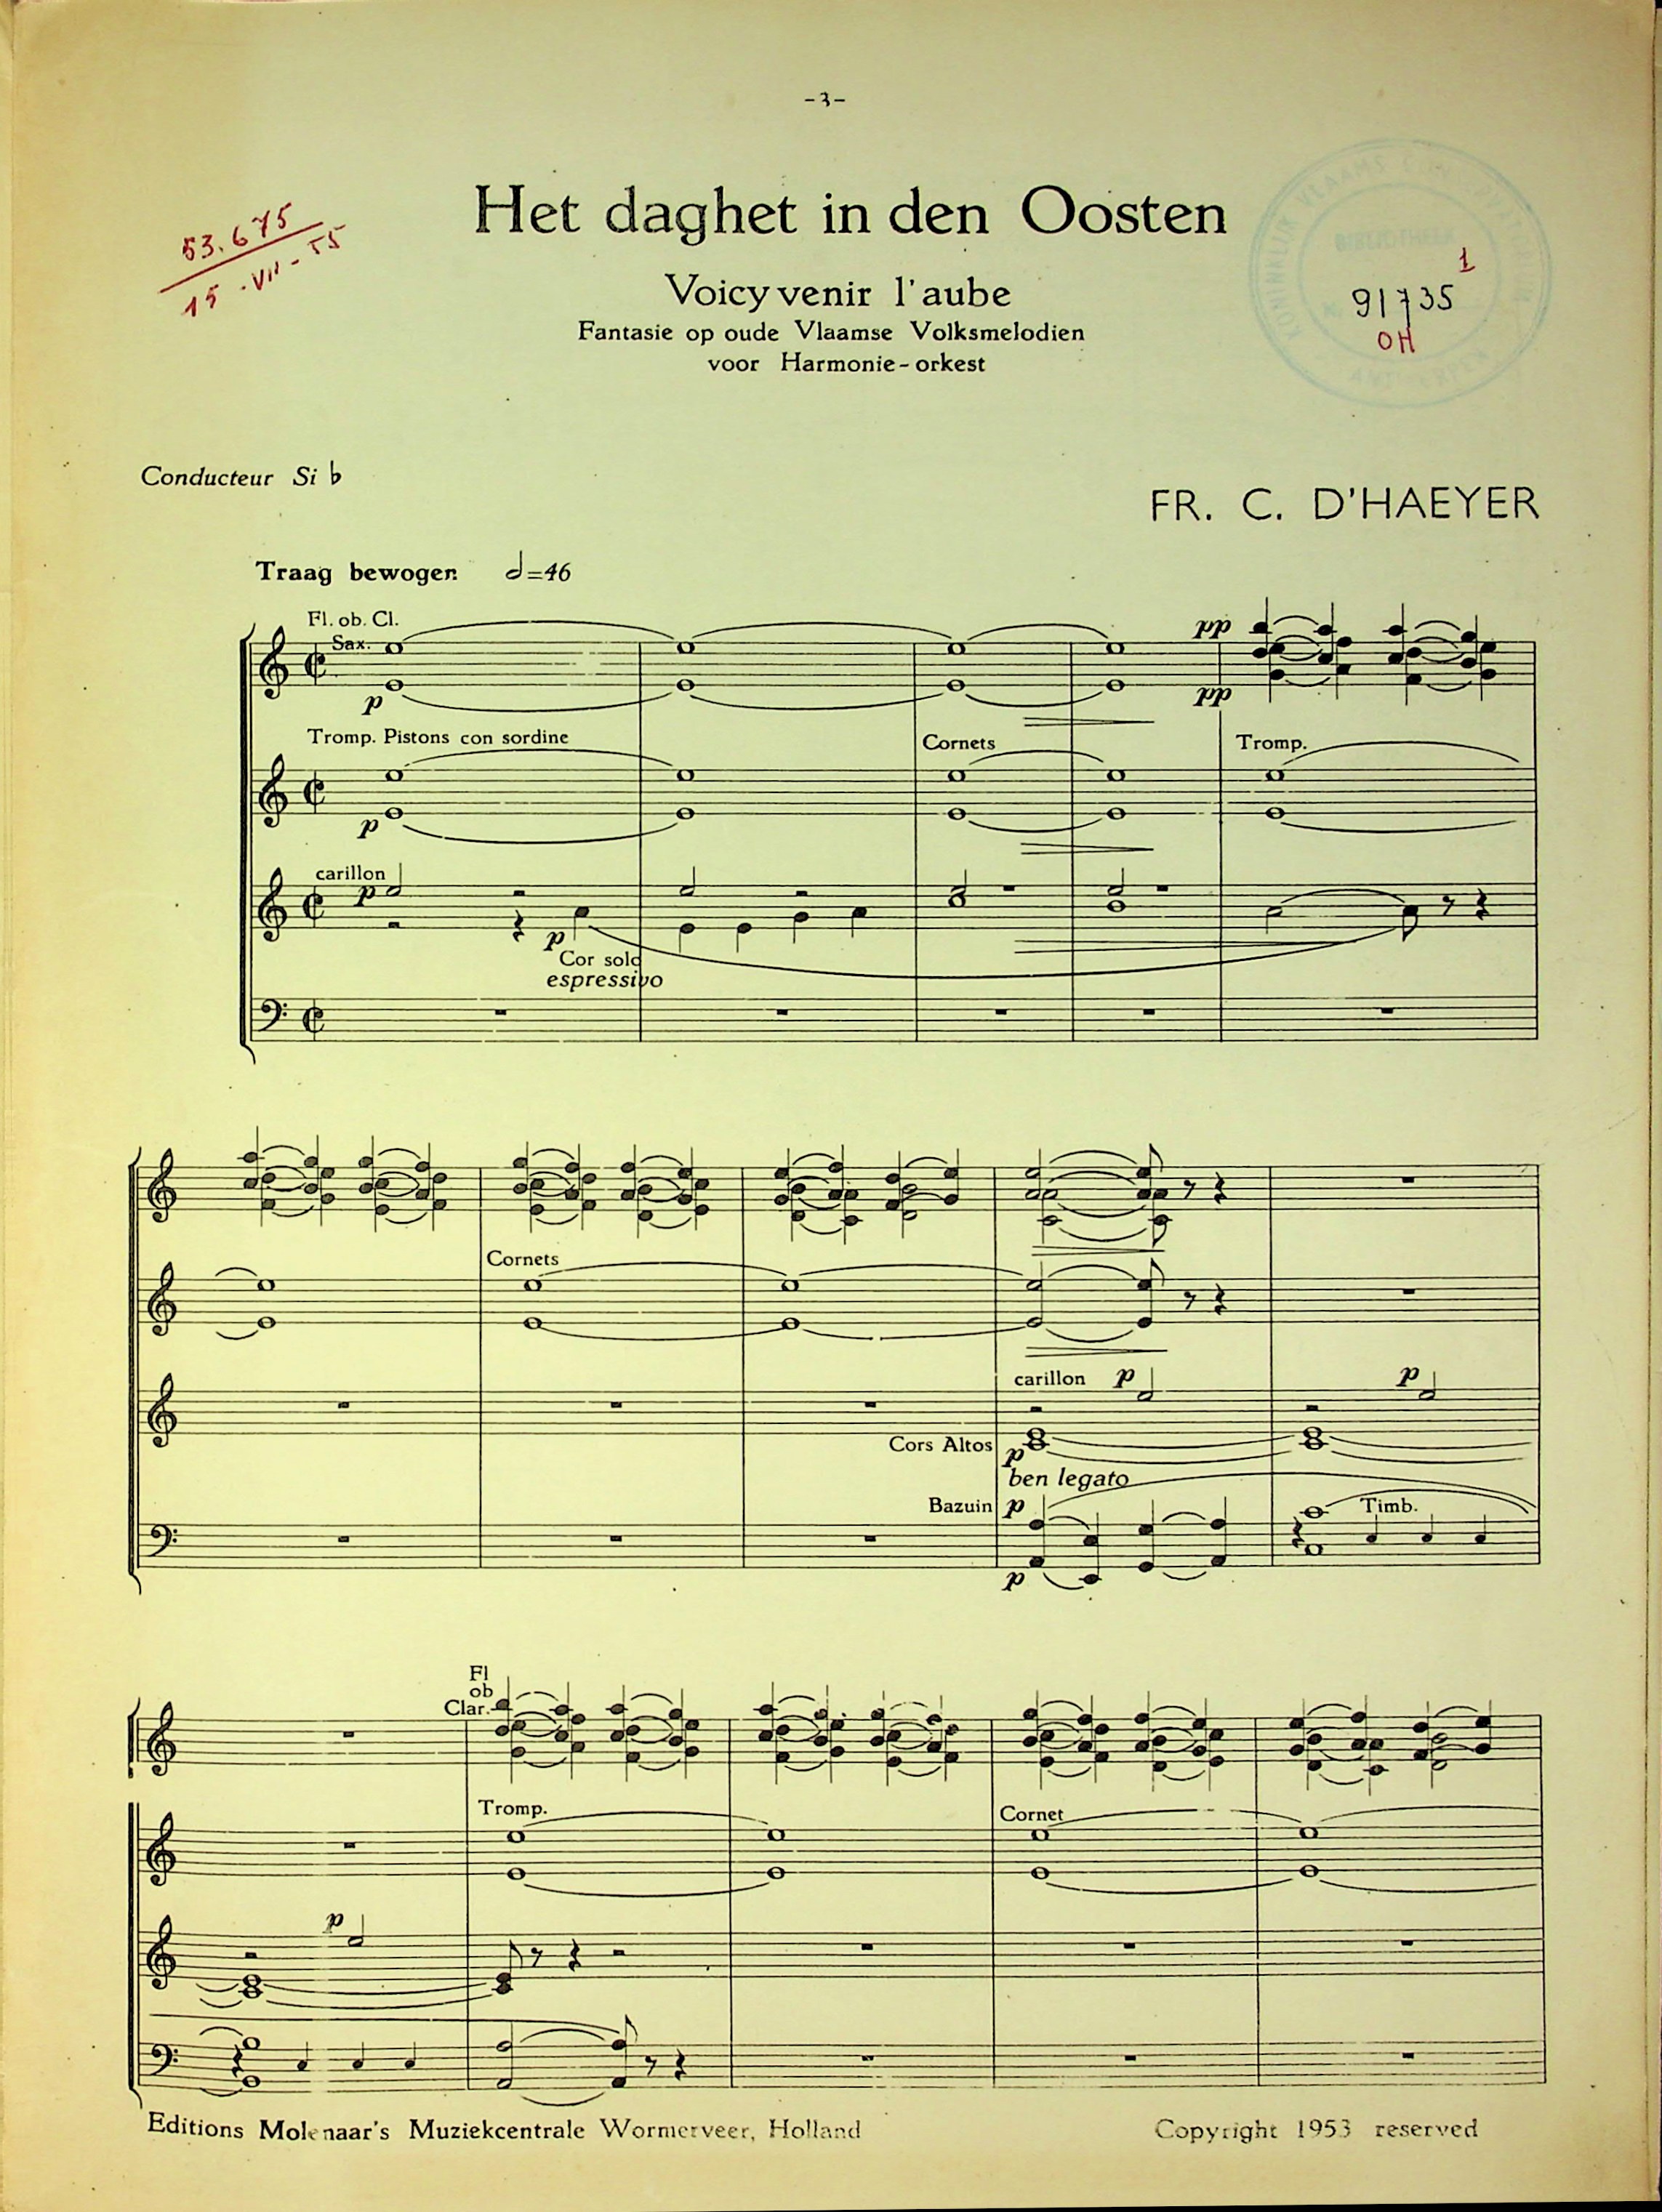 -3-
Het daghet in den Oosten
Voicy venir l'aube
Fantasie op oude Vlaamse Volksmelodien
voor Harmonie-orkest
53.675
15-VII-55
KONINKLIJK VLAAMS CONSERVATORIUM
BIBLIOTHEEK
ANTWERPEN
1
91735
OH
Conducteur Si ♭
FR. C. D'HAEYER
Traag bewogen 𝅗𝅥=46
Fl. ob. Cl.
Sax.
p
pp
pp
Tromp. Pistons con sordine
Cornets
Tromp.
p
carillon
p
p
Cor solo
espressivo
Cornets
carillon p
p
Cors Altos
p
ben legato
Bazuin p
Timb.
p
Fl
ob
Clar.
Tromp.
Cornet
p
Editions Molenaar's Muziekcentrale Wormerveer, Holland
Copyright 1953 reserved